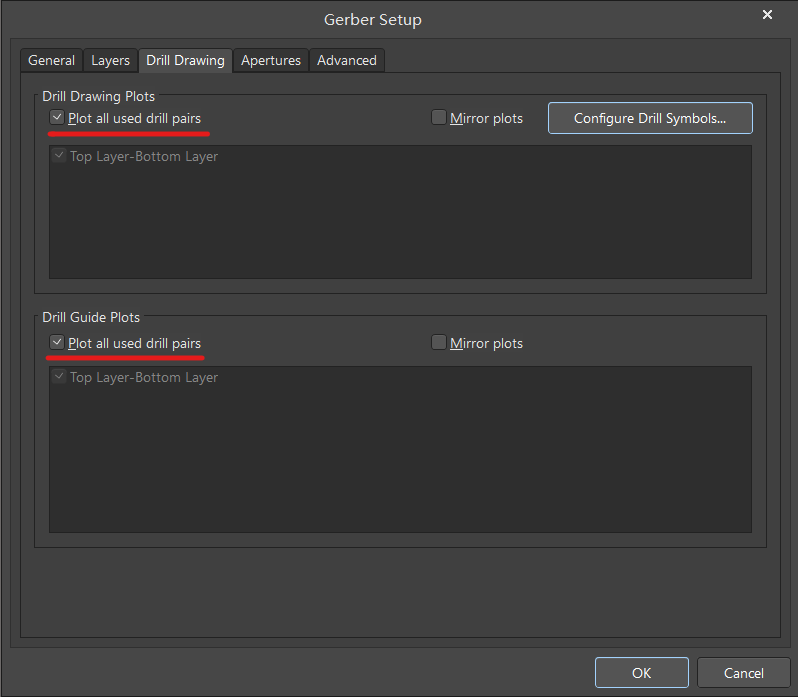 Gerber Setup
General Layers Drill Drawing Apertures Advanced
Drill Drawing Plots
Plot all used drill pairs Mirror plots Configure Drill Symbols...
Top Layer-Bottom Layer
Drill Guide Plots
Plot all used drill pairs Mirror plots
Top Layer-Bottom Layer
OK Cancel